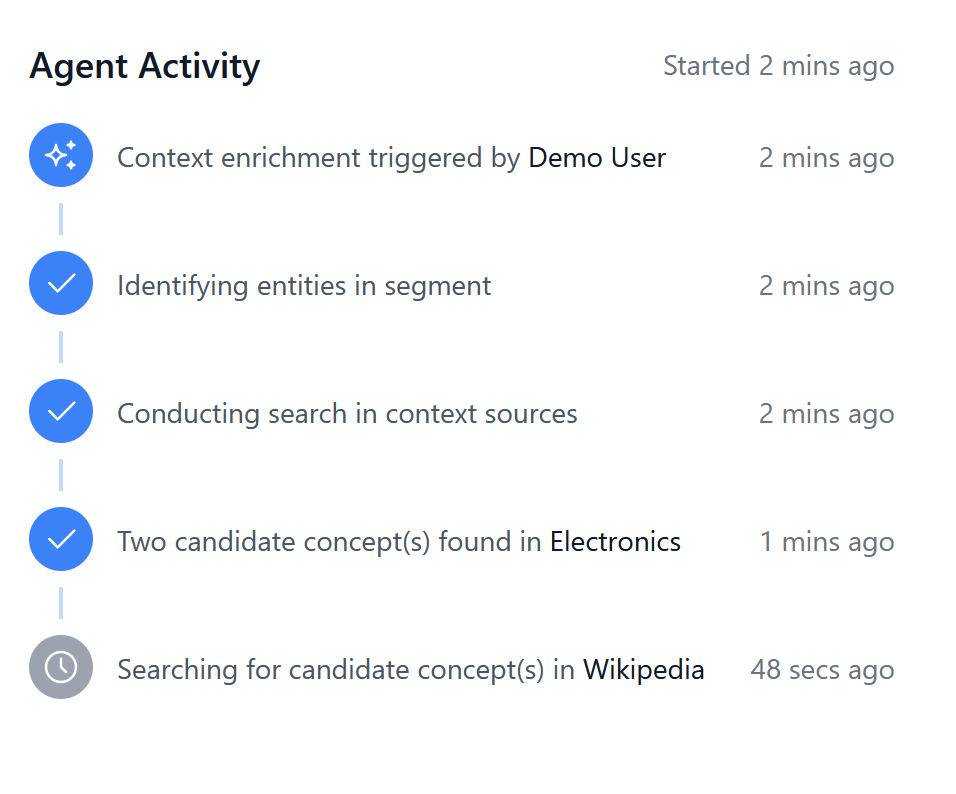 Agent Activity Started 2 mins ago
Context enrichment triggered by Demo User 2 mins ago
Identifying entities in segment 2 mins ago
Conducting search in context sources 2 mins ago
Two candidate concept(s) found in Electronics 1 mins ago
Searching for candidate concept(s) in Wikipedia 48 secs ago